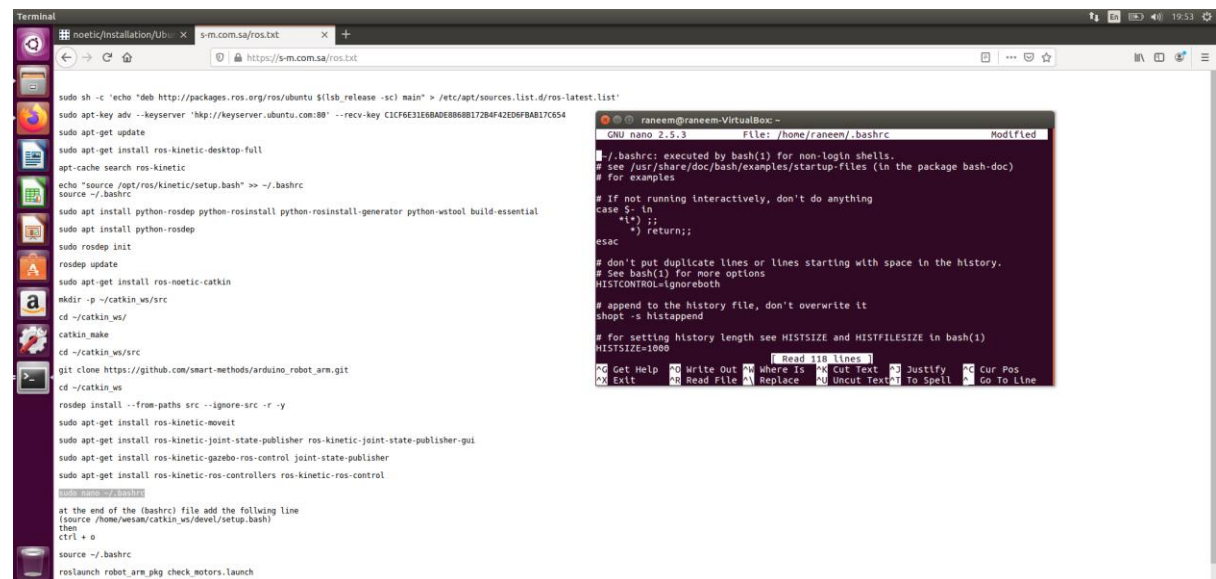 Terminal
En
19:53
noetic/Installation/Ubu
s-m.com.sa/ros.txt
https://s-m.com.sa/ros.txt
sudo sh -c 'echo "deb http://packages.ros.org/ros/ubuntu $(lsb_release -sc) main" > /etc/apt/sources.list.d/ros-latest.list'
sudo apt-key adv --keyserver 'hkp://keyserver.ubuntu.com:80' --recv-key C1CF6E31E6BADE8868B172B4F42ED6FBAB17C654
sudo apt-get update
sudo apt-get install ros-kinetic-desktop-full
apt-cache search ros-kinetic
echo "source /opt/ros/kinetic/setup.bash" >> ~/.bashrc
source ~/.bashrc
sudo apt install python-rosdep python-rosinstall python-rosinstall-generator python-wstool build-essential
sudo apt install python-rosdep
sudo rosdep init
rosdep update
sudo apt-get install ros-noetic-catkin
mkdir -p ~/catkin_ws/src
cd ~/catkin_ws/
catkin_make
cd ~/catkin_ws/src
git clone https://github.com/smart-methods/arduino_robot_arm.git
cd ~/catkin_ws
rosdep install --from-paths src --ignore-src -r -y
sudo apt-get install ros-kinetic-moveit
sudo apt-get install ros-kinetic-joint-state-publisher ros-kinetic-joint-state-publisher-gui
sudo apt-get install ros-kinetic-gazebo-ros-control joint-state-publisher
sudo apt-get install ros-kinetic-ros-controllers ros-kinetic-ros-control
sudo nano ~/.bashrc
at the end of the (bashrc) file add the follwing line
(source /home/wesam/catkin_ws/devel/setup.bash)
then
ctrl + o
source ~/.bashrc
roslaunch robot_arm_pkg check_motors.launch
raneem@raneem-VirtualBox: ~
GNU nano 2.5.3 File: /home/raneem/.bashrc Modified
~/.bashrc: executed by bash(1) for non-login shells.
# see /usr/share/doc/bash/examples/startup-files (in the package bash-doc)
# for examples
# If not running interactively, don't do anything
case $- in
*i*) ;;
*) return;;
esac
# don't put duplicate lines or lines starting with space in the history.
# See bash(1) for more options
HISTCONTROL=ignoreboth
# append to the history file, don't overwrite it
shopt -s histappend
# for setting history length see HISTSIZE and HISTFILESIZE in bash(1)
HISTSIZE=1000
[ Read 118 lines ]
^G Get Help ^O Write Out ^W Where Is ^K Cut Text ^J Justify ^C Cur Pos
^X Exit ^R Read File ^\ Replace ^U Uncut Text ^T To Spell ^_ Go To Line